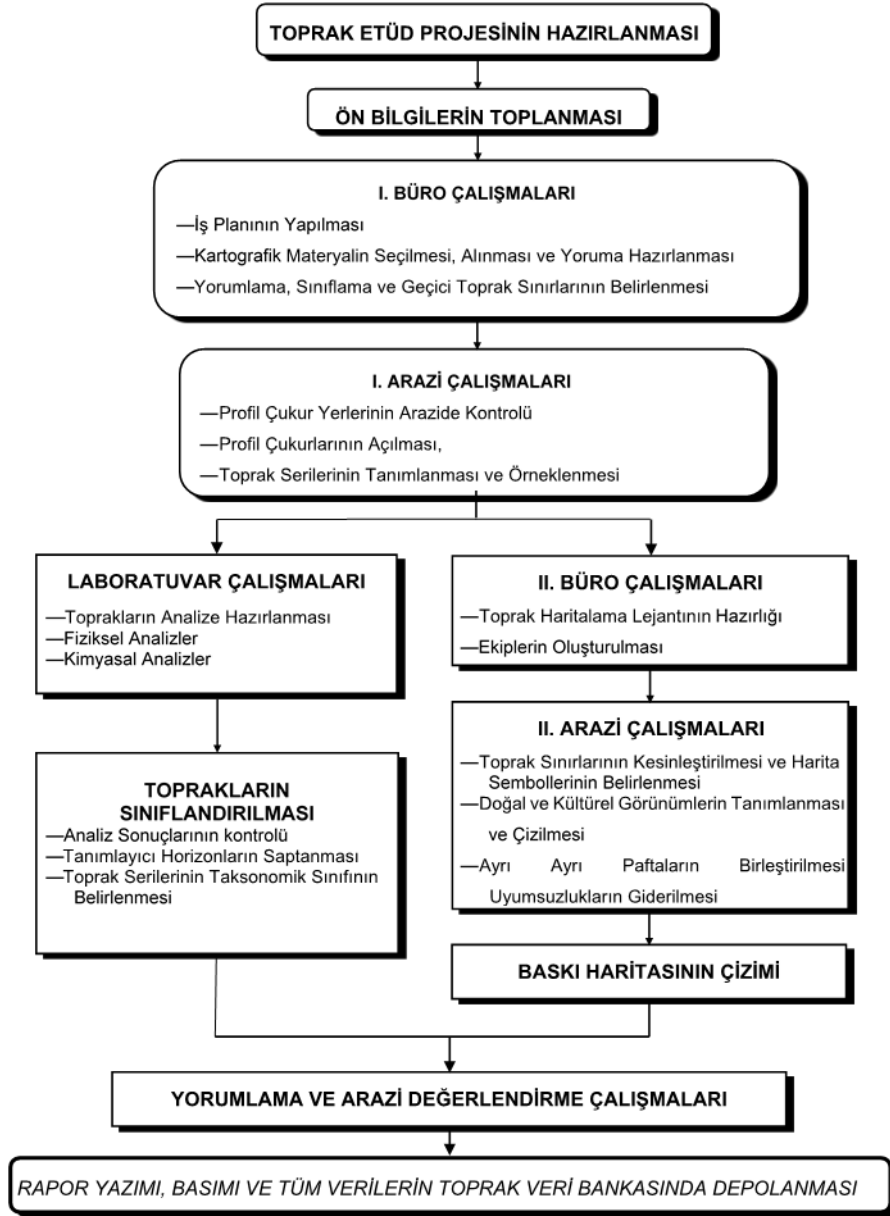 TOPRAK ETÜD PROJESİNİN HAZIRLANMASI
ÖN BİLGİLERİN TOPLANMASI
I. BÜRO ÇALIŞMALARI
—İş Planının Yapılması
—Kartografik Materyalin Seçilmesi, Alınması ve Yoruma Hazırlanması
—Yorumlama, Sınıflama ve Geçici Toprak Sınırlarının Belirlenmesi
I. ARAZİ ÇALIŞMALARI
—Profil Çukur Yerlerinin Arazide Kontrolü
—Profil Çukurlarının Açılması,
—Toprak Serilerinin Tanımlanması ve Örneklenmesi
LABORATUVAR ÇALIŞMALARI
—Toprakların Analize Hazırlanması
—Fiziksel Analizler
—Kimyasal Analizler
TOPRAKLARIN
SINIFLANDIRILMASI
—Analiz Sonuçlarının kontrolü
—Tanımlayıcı Horizonların Saptanması
—Toprak Serilerinin Taksonomik Sınıfının
Belirlenmesi
II. BÜRO ÇALIŞMALARI
—Toprak Haritalama Lejantının Hazırlığı
—Ekiplerin Oluşturulması
II. ARAZİ ÇALIŞMALARI
—Toprak Sınırlarının Kesinleştirilmesi ve Harita
Sembollerinin Belirlenmesi
—Doğal ve Kültürel Görünümlerin Tanımlanması
ve Çizilmesi
—Ayrı Ayrı Paftaların Birleştirilmesi
Uyumsuzlukların Giderilmesi
BASKI HARİTASININ ÇİZİMİ
YORUMLAMA VE ARAZİ DEĞERLENDİRME ÇALIŞMALARI
RAPOR YAZIMI, BASIMI VE TÜM VERİLERİN TOPRAK VERİ BANKASINDA DEPOLANMASI